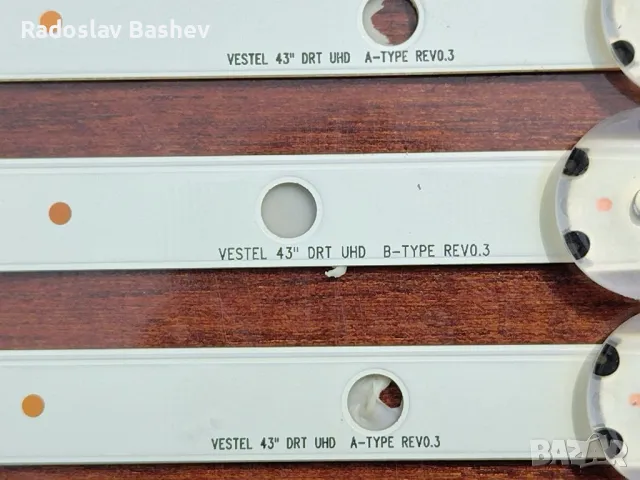 Radoslav Bashev
VESTEL 43" DRT UHD A-TYPE REV0.3
VESTEL 43" DRT UHD B-TYPE REV0.3
VESTEL 43" DRT UHD A-TYPE REV0.3
BAZAR